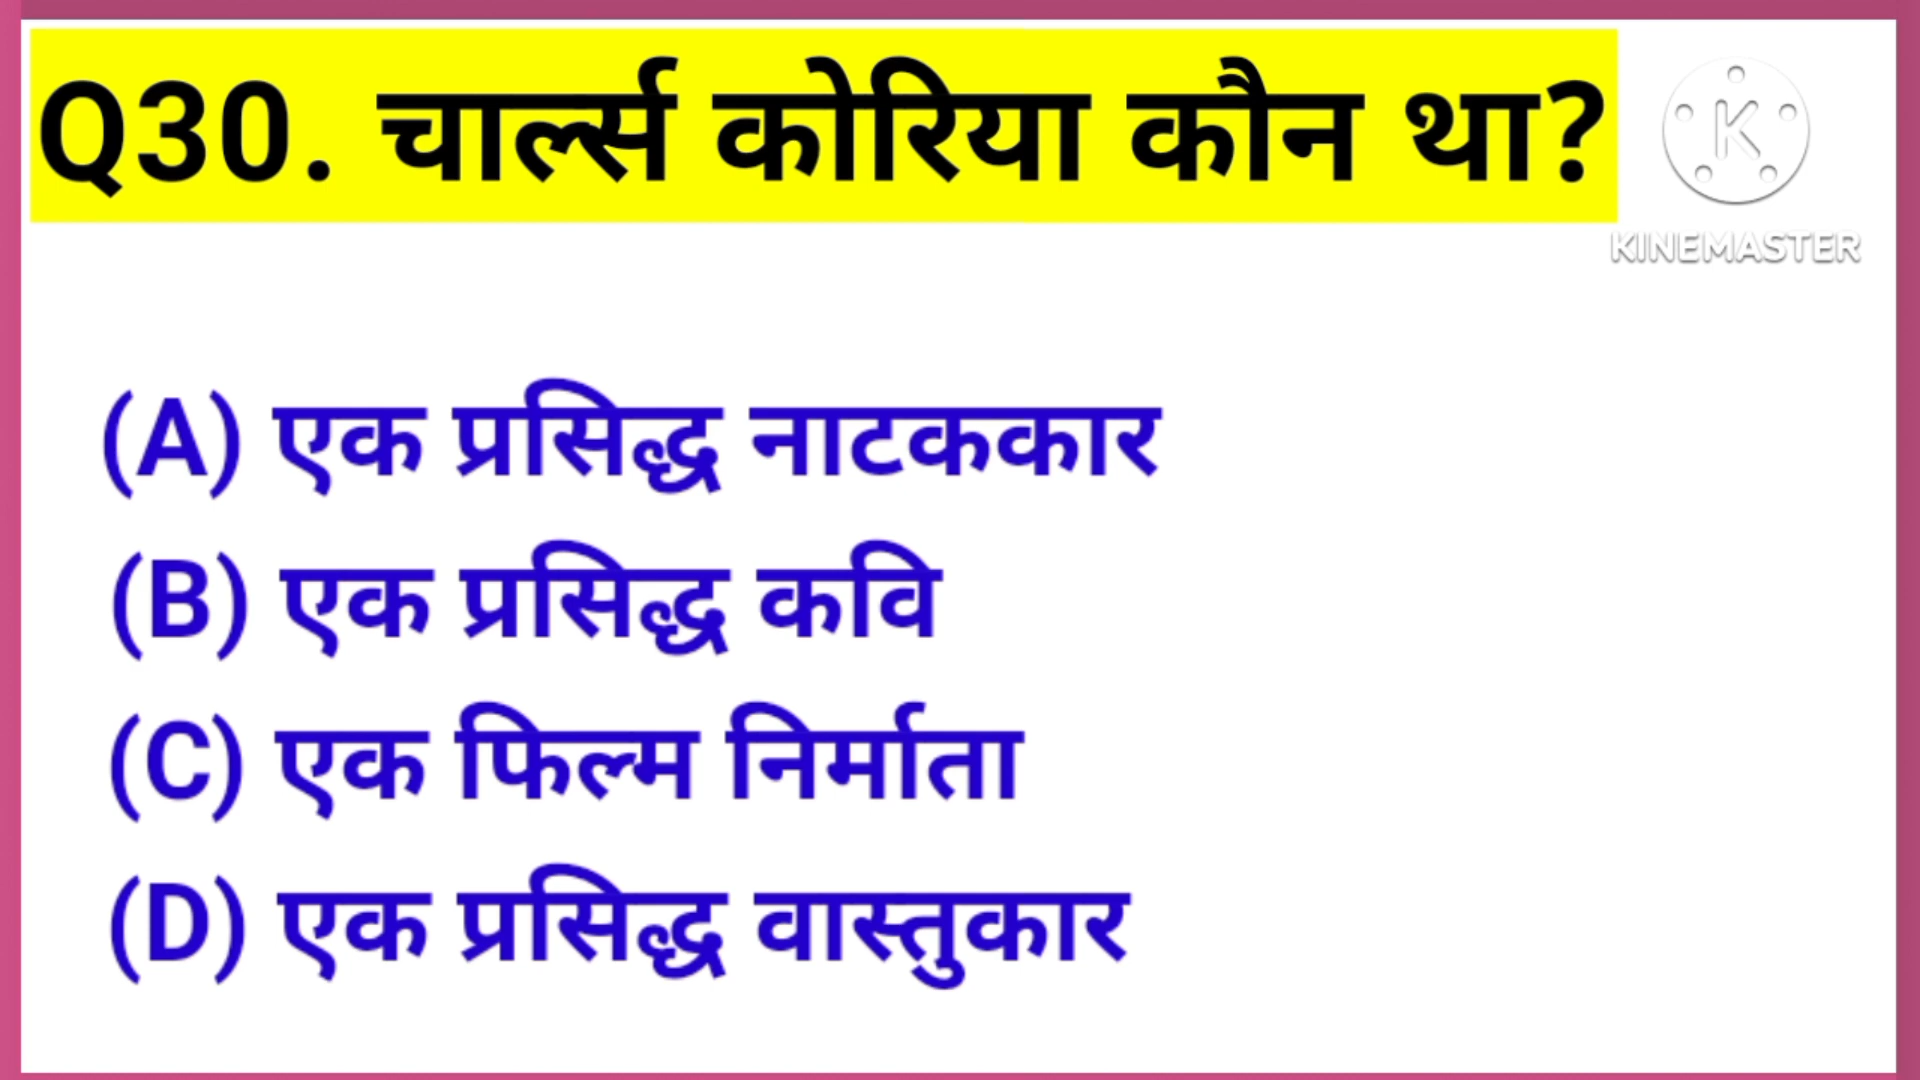 Q30. चार्ल्स कोरिया कौन था?
K
KINEMASTER
(A) एक प्रसिद्ध नाटककार
(B) एक प्रसिद्ध कवि
(C) एक फिल्म निर्माता
(D) एक प्रसिद्ध वास्तुकार